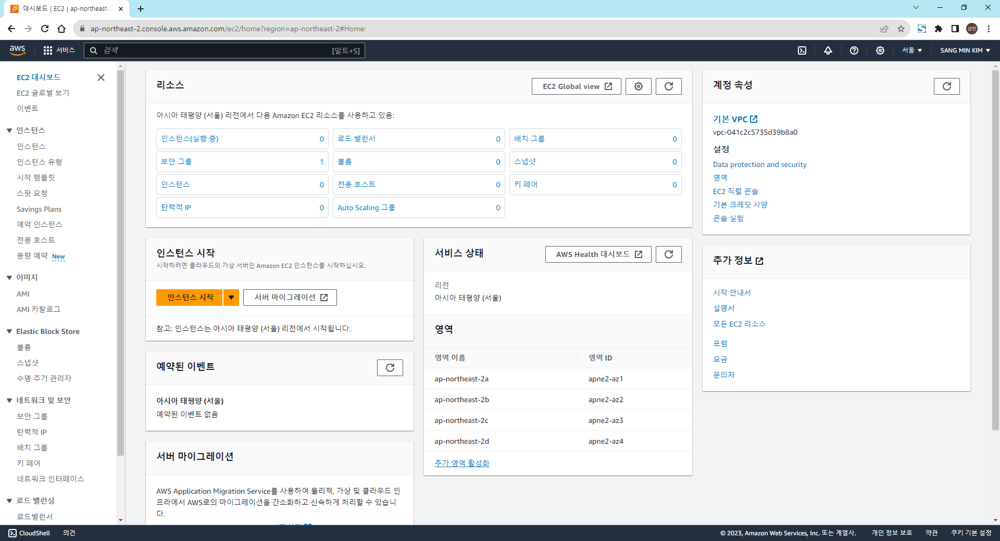 대시보드 | EC2 | ap-northeast-2
ap-northeast-2.console.aws.amazon.com/ec2/home?region=ap-northeast-2#Home:
상민
aws
서비스
검색
[알트+S]
서울
SANG MIN KIM
EC2 대시보드
EC2 글로벌 보기
이벤트
인스턴스
인스턴스
인스턴스 유형
시작 템플릿
스팟 요청
Savings Plans
예약 인스턴스
전용 호스트
용량 예약 New
이미지
AMI
AMI 카탈로그
Elastic Block Store
볼륨
스냅샷
수명 주기 관리자
네트워크 및 보안
보안 그룹
탄력적 IP
배치 그룹
키 페어
네트워크 인터페이스
로드 밸런싱
로드밸런서
리소스
EC2 Global view
아시아 태평양 (서울) 리전에서 다음 Amazon EC2 리소스를 사용하고 있음:
인스턴스(실행 중) 0
로드 밸런서 0
배치 그룹 0
보안 그룹 1
볼륨 0
스냅샷 0
인스턴스 0
전용 호스트 0
키 페어 0
탄력적 IP 0
Auto Scaling 그룹 0
인스턴스 시작
시작하려면 클라우드의 가상 서버인 Amazon EC2 인스턴스를 시작하십시오.
인스턴스 시작
서버 마이그레이션
참고: 인스턴스는 아시아 태평양 (서울) 리전에서 시작됩니다.
예약된 이벤트
아시아 태평양 (서울)
예약된 이벤트 없음
서버 마이그레이션
AWS Application Migration Service를 사용하여 물리적, 가상 및 클라우드 인
프라에서 AWS로의 마이그레이션을 간소화하고 신속하게 처리할 수 있습니
다.
서비스 상태
AWS Health 대시보드
리전
아시아 태평양 (서울)
영역
영역 이름 영역 ID
ap-northeast-2a apne2-az1
ap-northeast-2b apne2-az2
ap-northeast-2c apne2-az3
ap-northeast-2d apne2-az4
추가 영역 활성화
계정 속성
기본 VPC
vpc-041c2c5735d39b8a0
설정
Data protection and security
영역
EC2 직렬 콘솔
기본 크레딧 사양
콘솔 실험
추가 정보
시작 안내서
설명서
모든 EC2 리소스
포럼
요금
문의처
CloudShell
의견
© 2023, Amazon Web Services, Inc. 또는 계열사.
개인 정보 보호
약관
쿠키 기본 설정